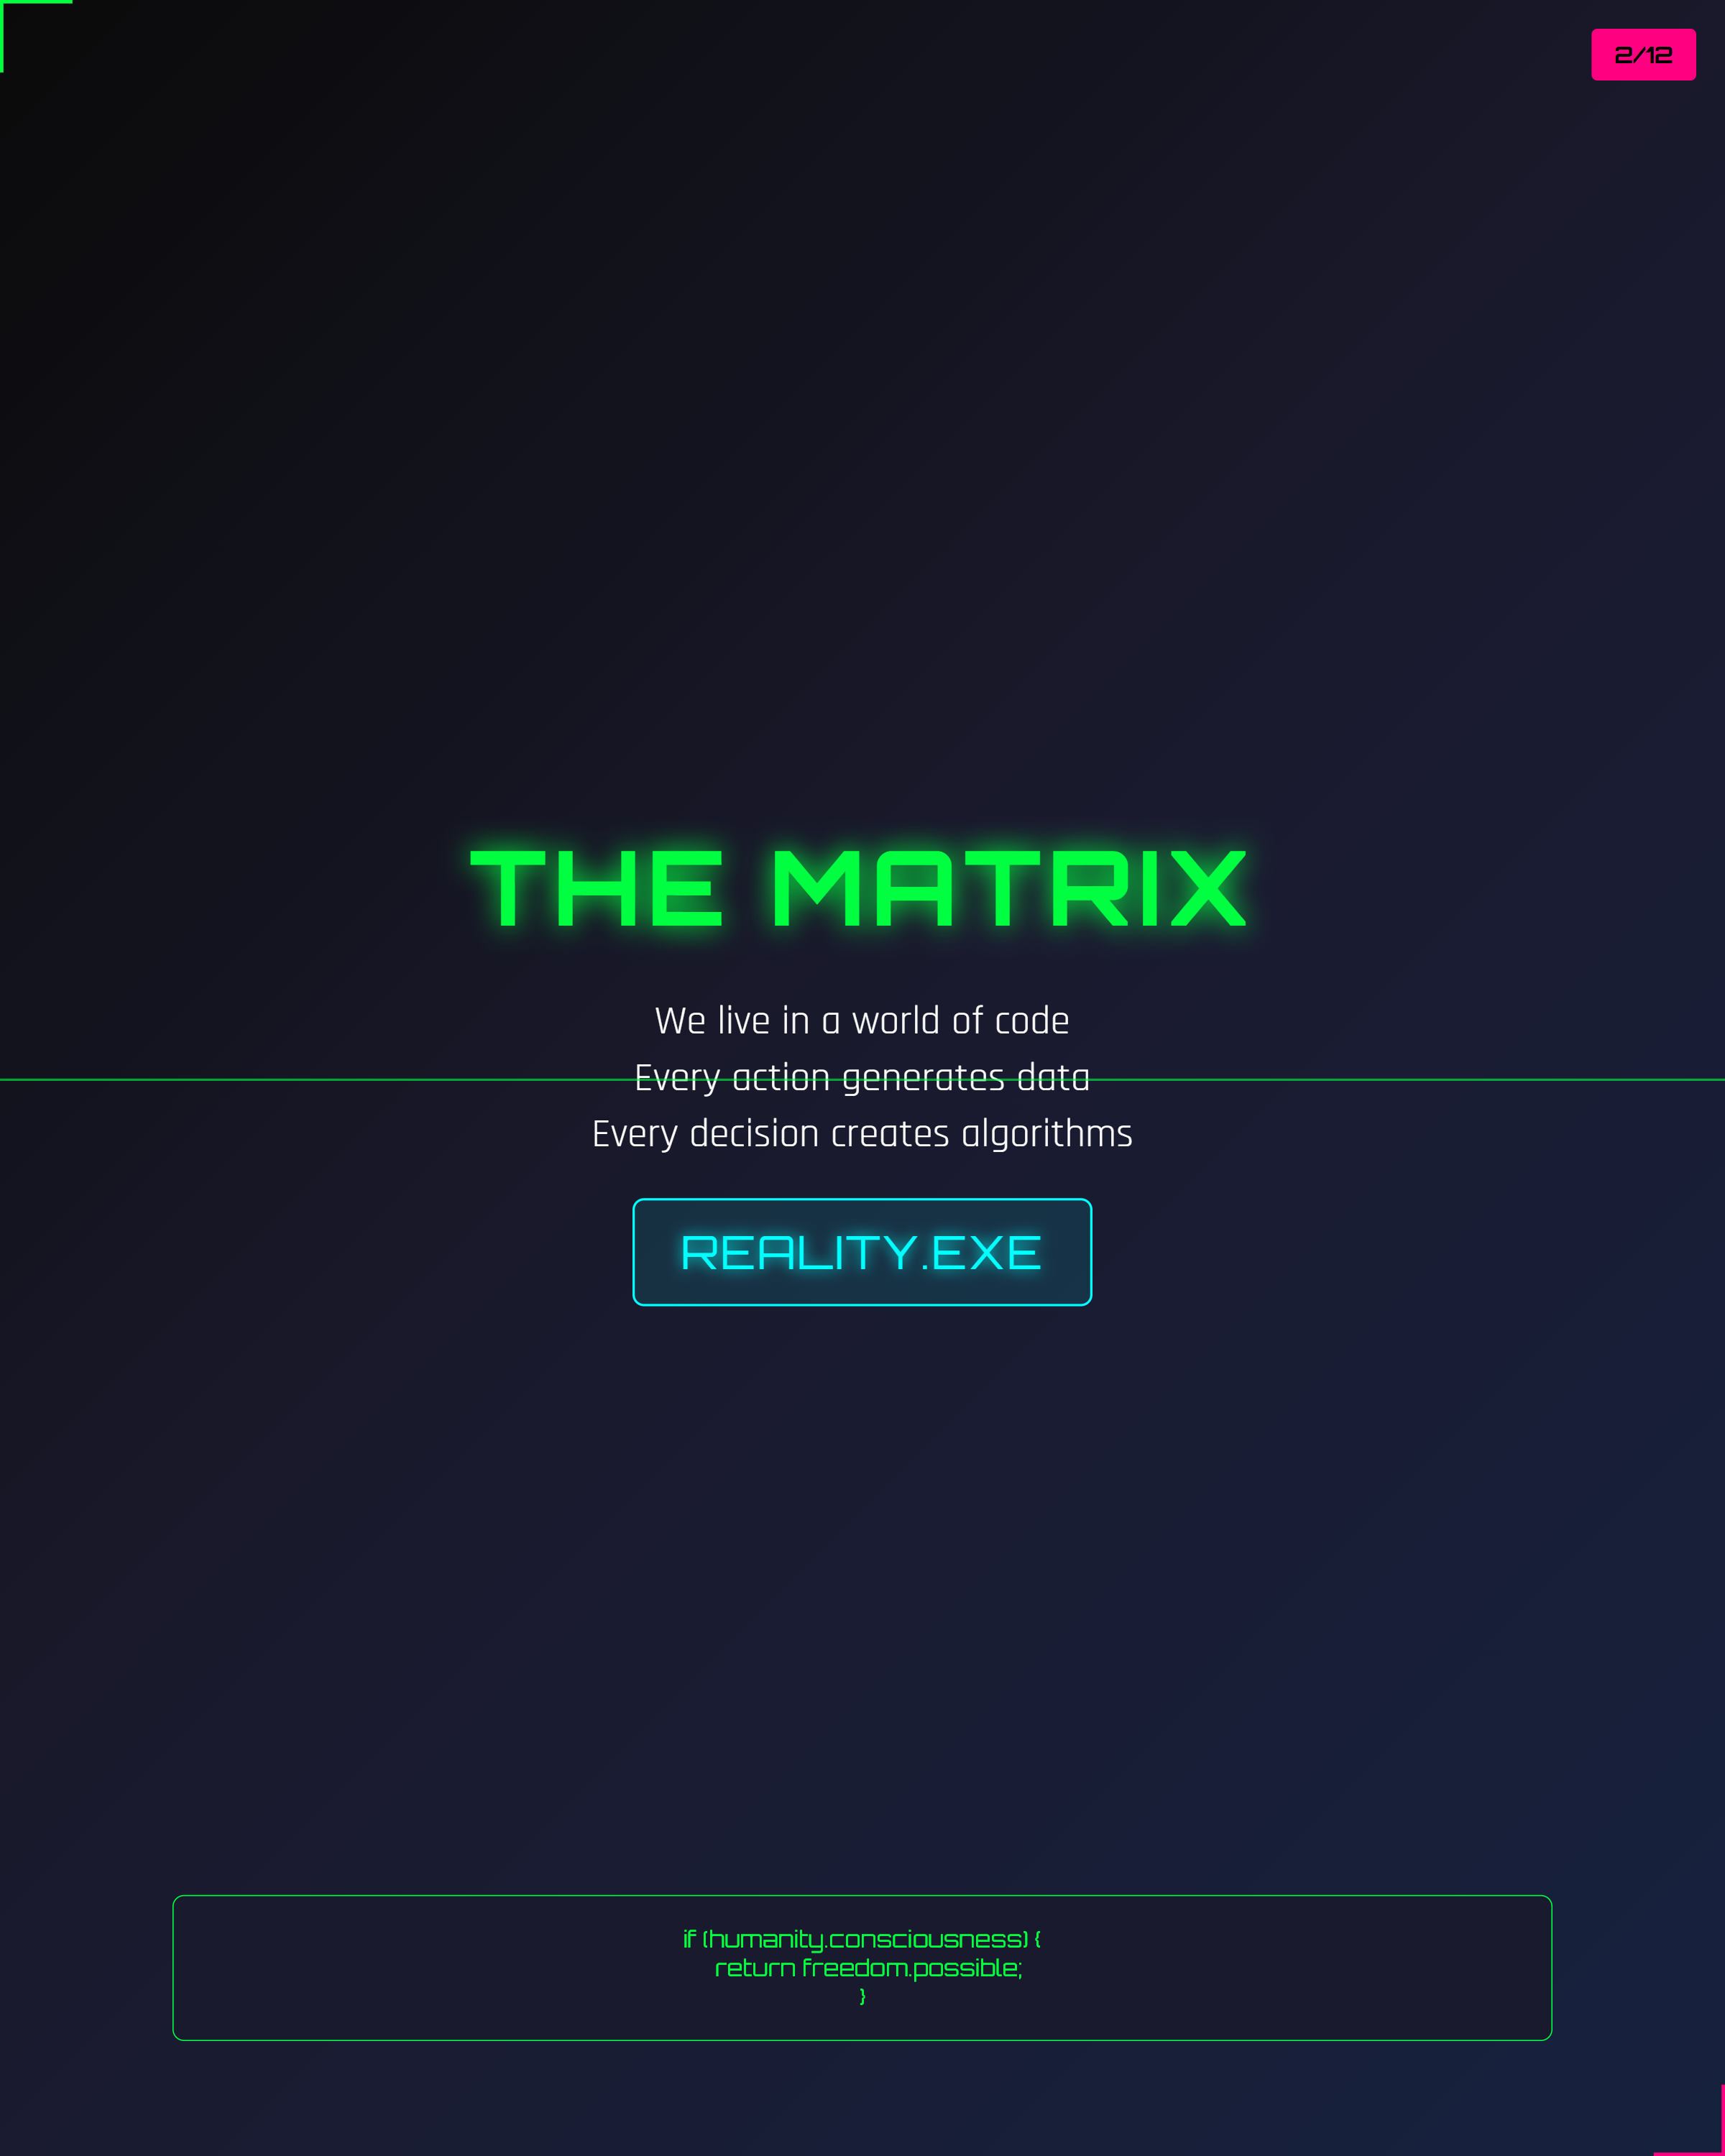 2/12
THE MATRIX
We live in a world of code
Every action generates data
Every decision creates algorithms
REALITY.EXE
if (humanity.consciousness) {
return freedom.possible;
}